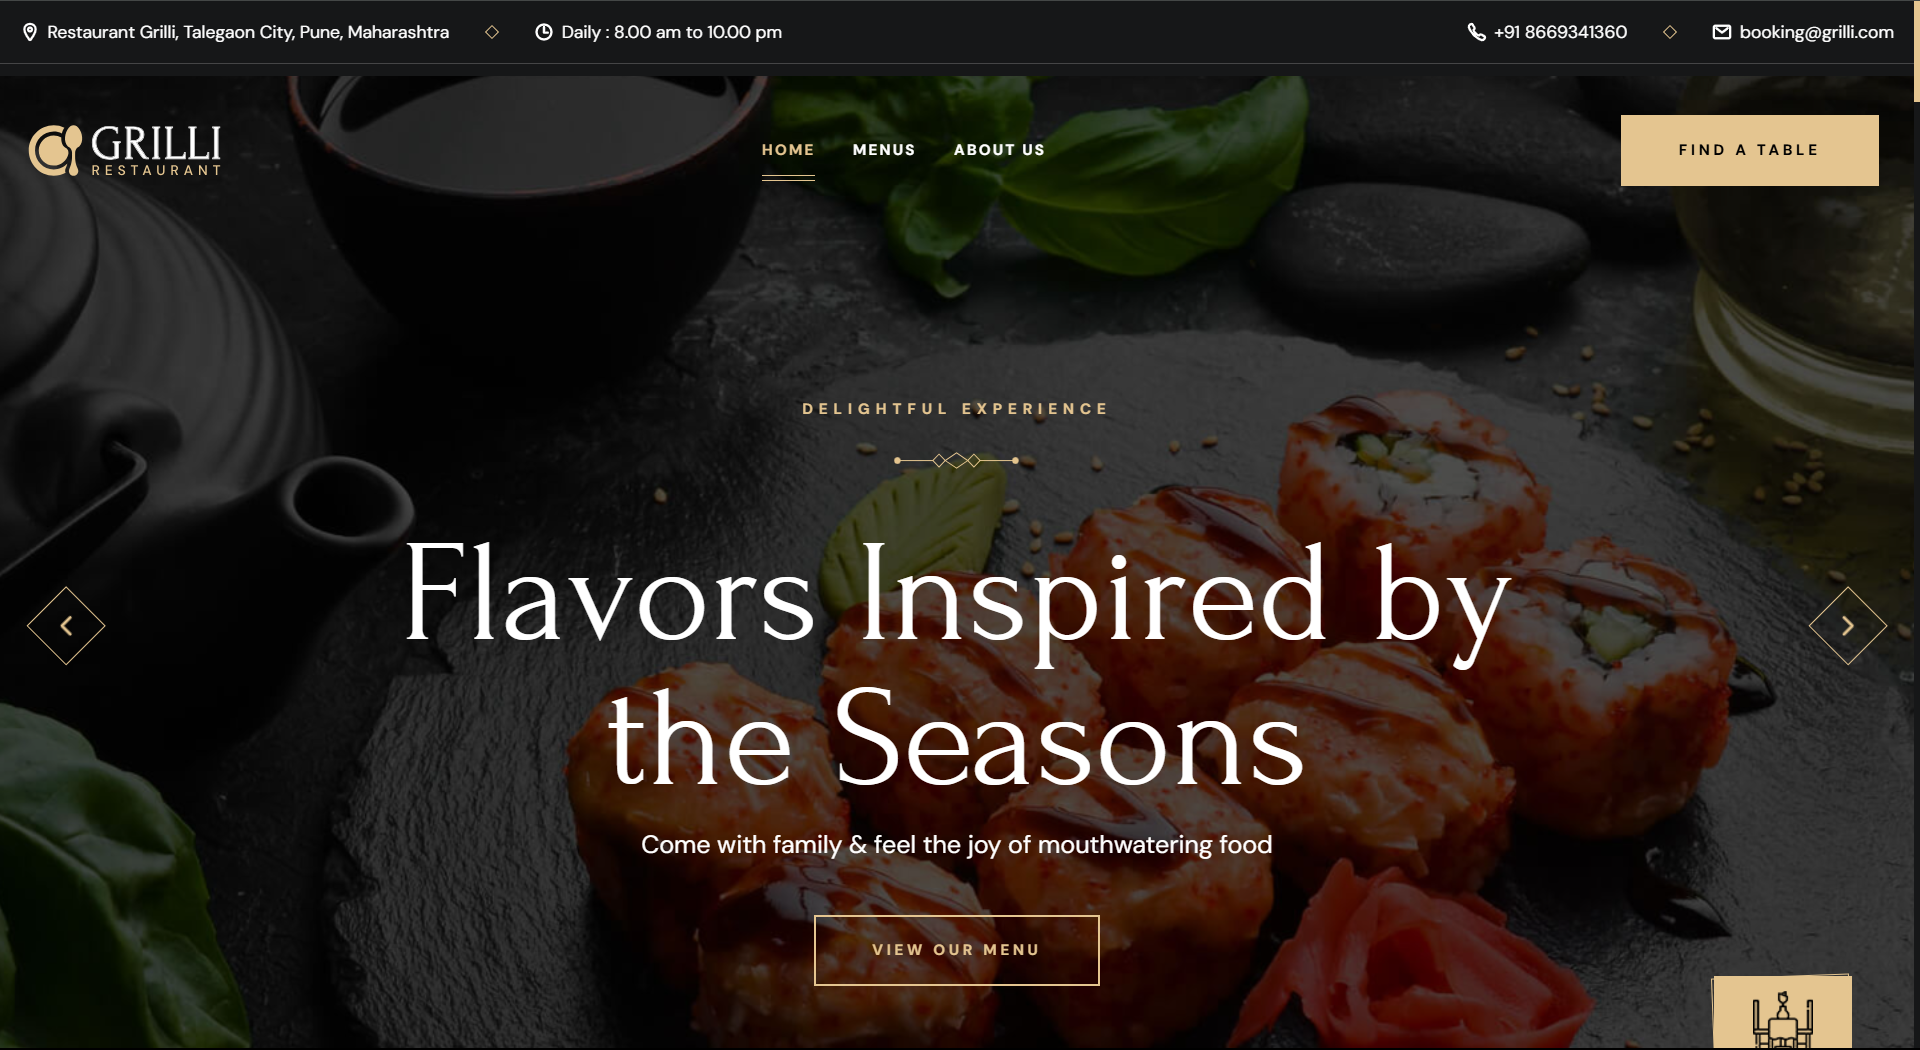 Restaurant Grilli, Talegaon City, Pune, Maharashtra
Daily : 8.00 am to 10.00 pm
+91 8669341360
booking@grilli.com
GRILLI
RESTAURANT
HOME
MENUS
ABOUT US
FIND A TABLE
DELIGHTFUL EXPERIENCE
Flavors Inspired by
the Seasons
Come with family & feel the joy of mouthwatering food
VIEW OUR MENU